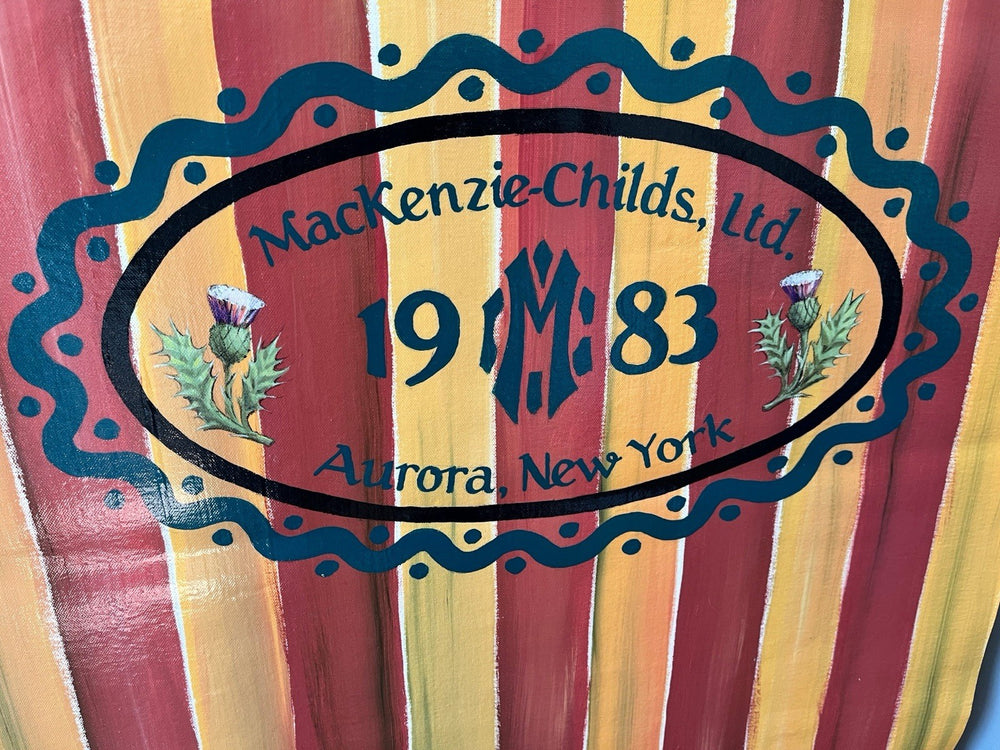 MacKenzie-Childs, Ltd.
19 M 83
Aurora, New York